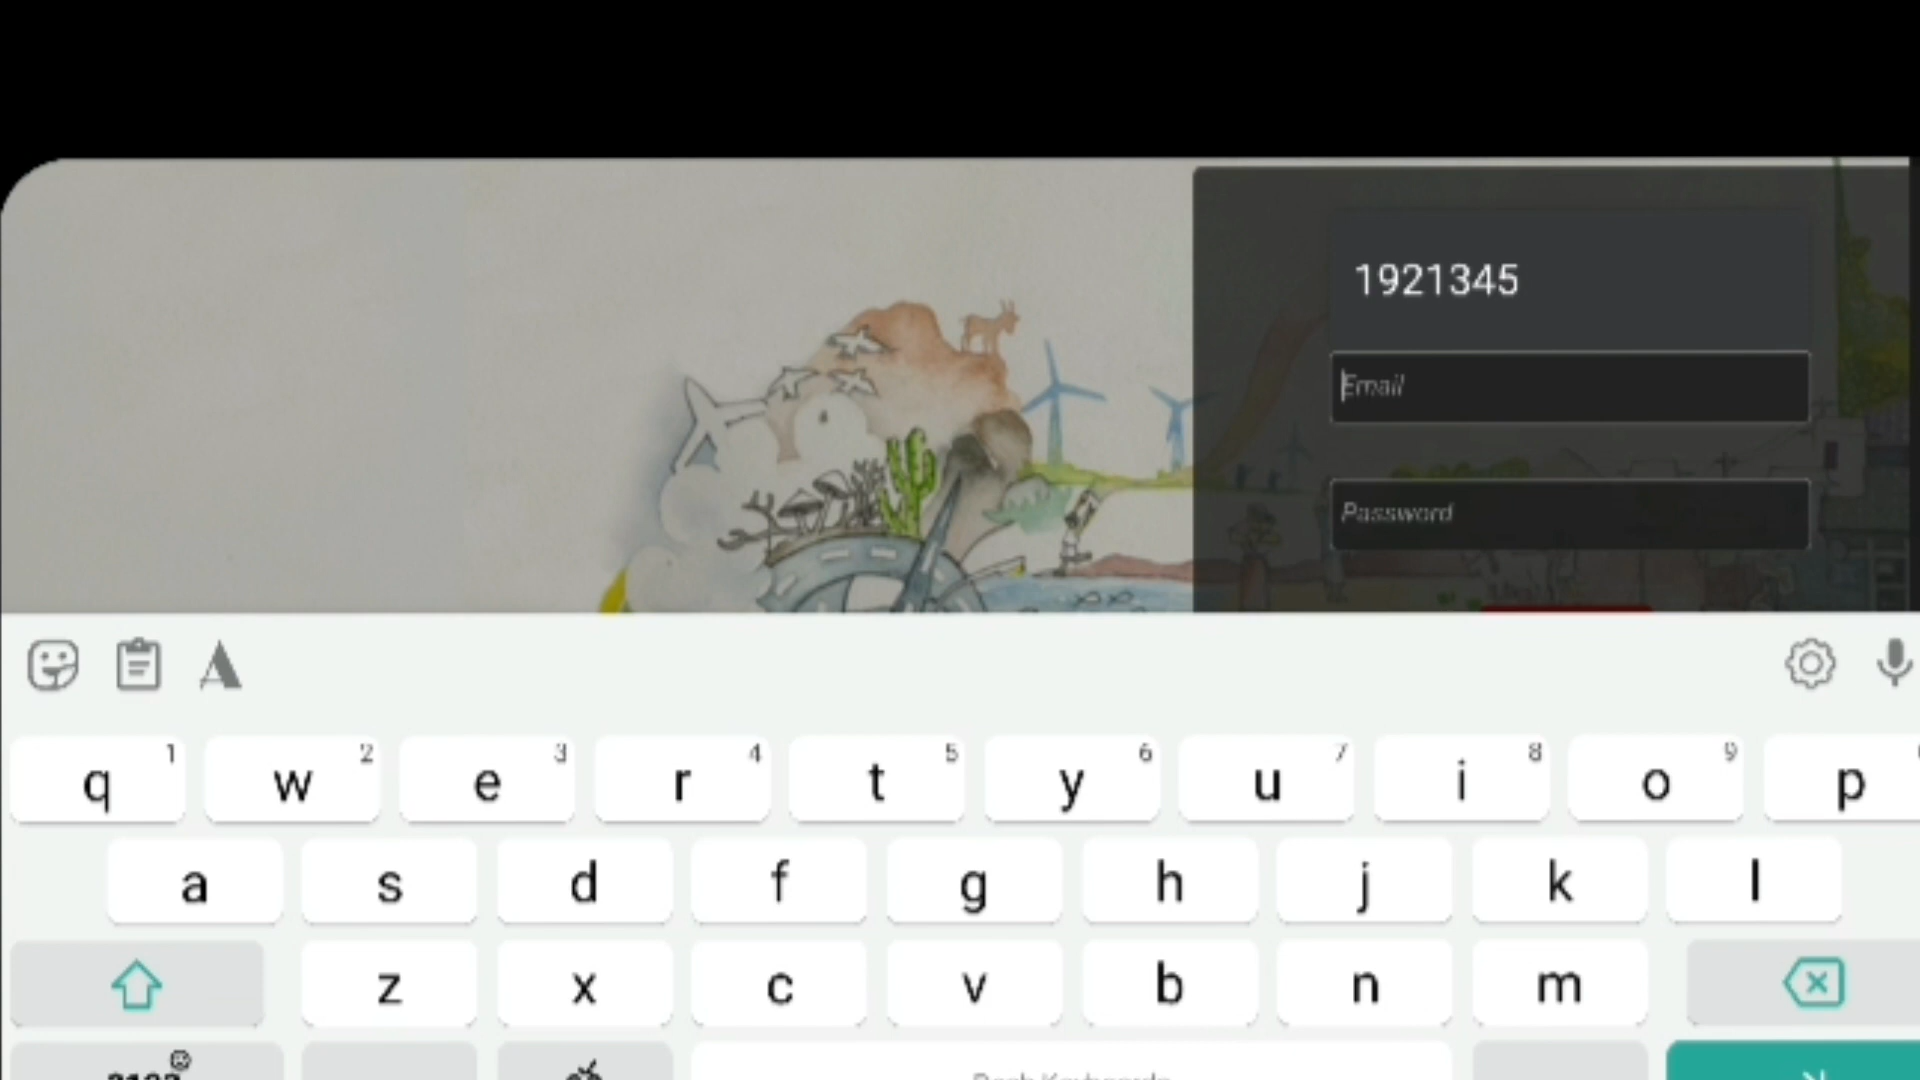 1921345
Email
Password
1 2 3 4 5 6 7 8 9
q w e r t y u i o p
a s d f g h j k l
z x c v b n m